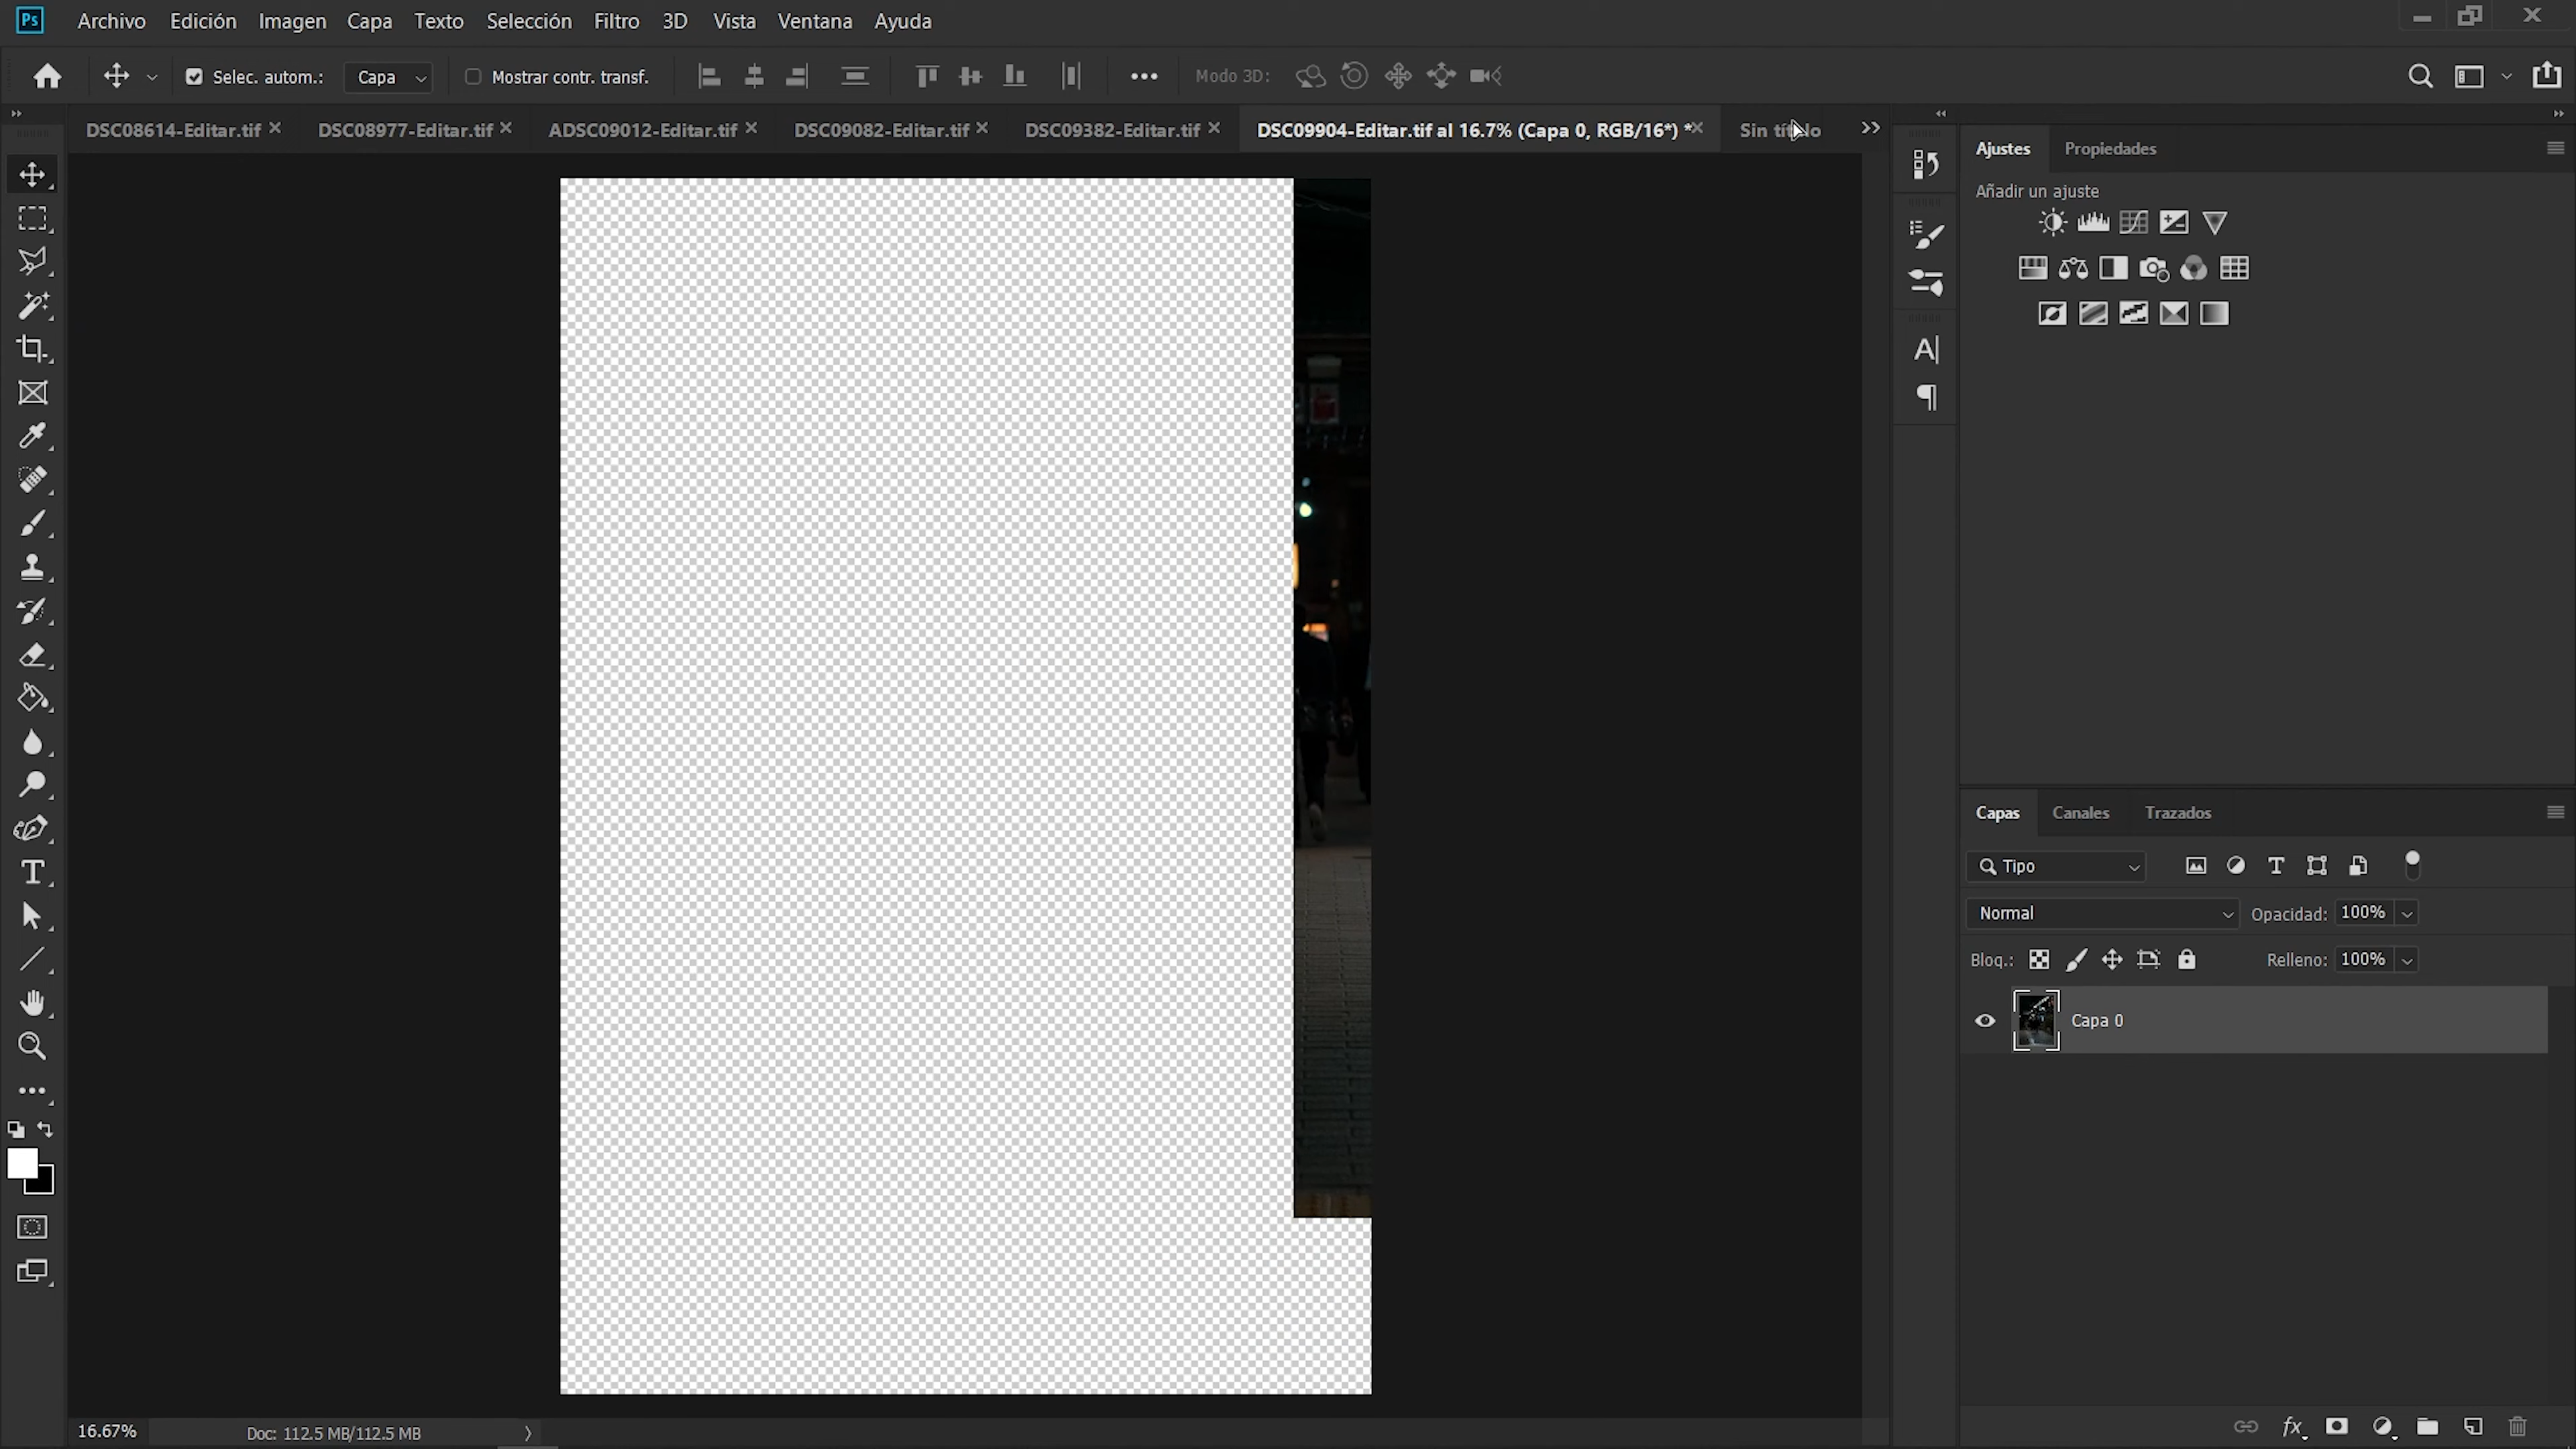 Ps Archivo Edición Imagen Capa Texto Selección Filtro 3D Vista Ventana Ayuda
Selec. autom.: Capa Mostrar contr. transf. Modo 3D:
DSC08614-Editar.tif DSC08977-Editar.tif ADSC09012-Editar.tif DSC09082-Editar.tif DSC09382-Editar.tif DSC09904-Editar.tif al 16.7% (Capa 0, RGB/16*) * Sin título
Ajustes Propiedades
Añadir un ajuste
Capas Canales Trazados
Tipo
Normal Opacidad: 100%
Bloq.: Relleno: 100%
Capa 0
16.67% Doc: 112.5 MB/112.5 MB